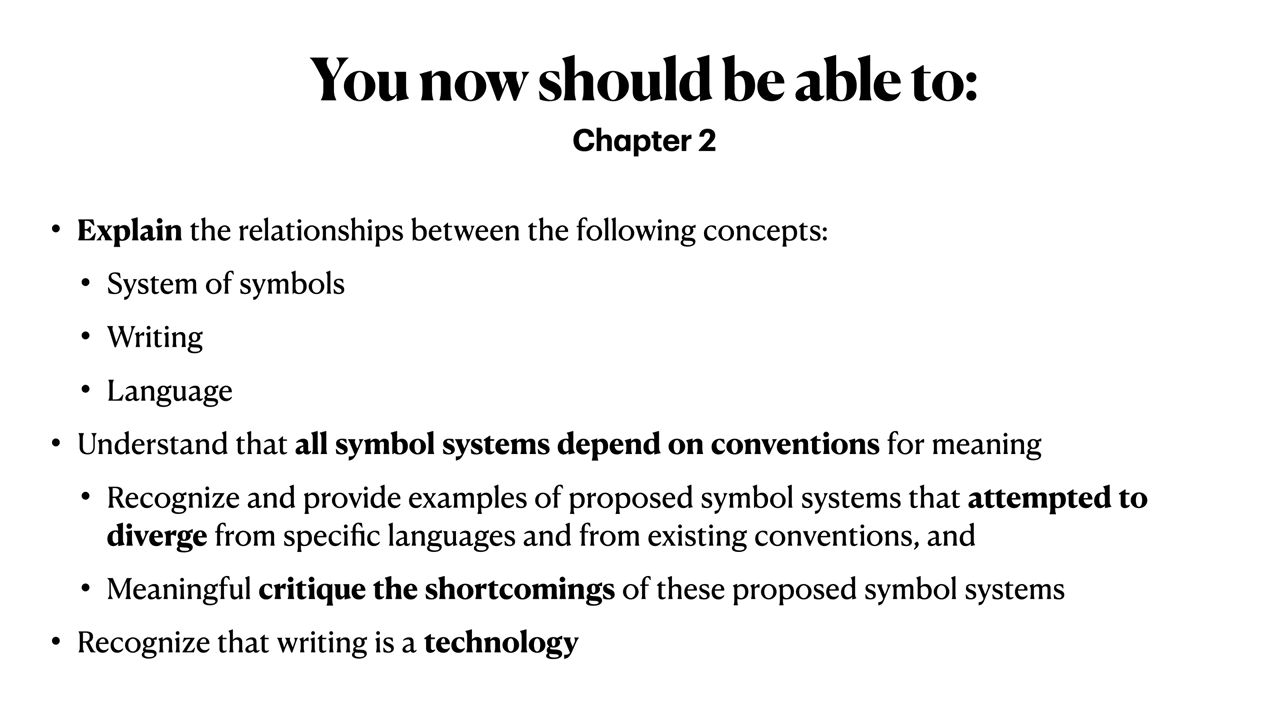 You now should be able to:
Chapter 2
• Explain the relationships between the following concepts:
• System of symbols
• Writing
• Language
• Understand that all symbol systems depend on conventions for meaning
• Recognize and provide examples of proposed symbol systems that attempted to
diverge from specific languages and from existing conventions, and
• Meaningful critique the shortcomings of these proposed symbol systems
• Recognize that writing is a technology